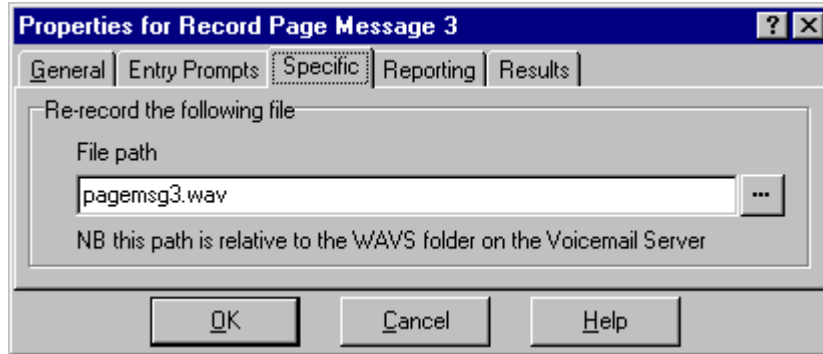 Properties for Record Page Message 3
General Entry Prompts Specific Reporting Results
Re-record the following file
File path
pagemsg3.wav ...
NB this path is relative to the WAVS folder on the Voicemail Server
OK Cancel Help